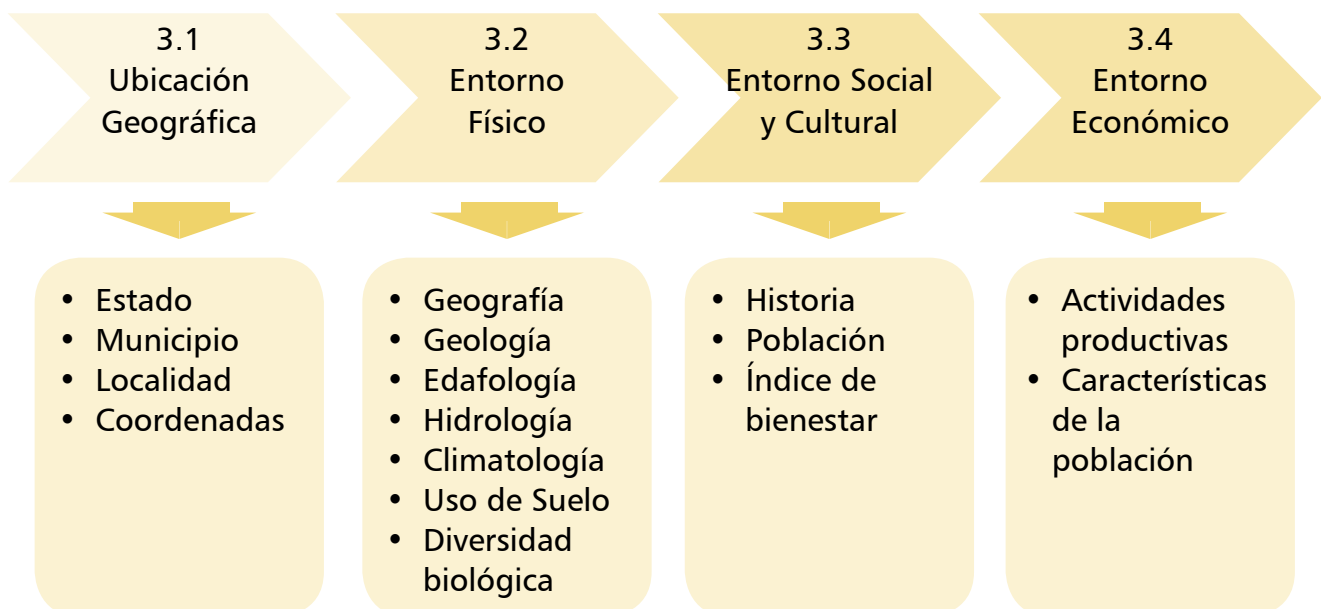 3.1
Ubicación
Geográfica
3.2
Entorno
Físico
3.3
Entorno Social
y Cultural
3.4
Entorno
Económico
• Estado
• Municipio
• Localidad
• Coordenadas
• Geografía
• Geología
• Edafología
• Hidrología
• Climatología
• Uso de Suelo
• Diversidad
biológica
• Historia
• Población
• Índice de
bienestar
• Actividades
productivas
• Características
de la
población